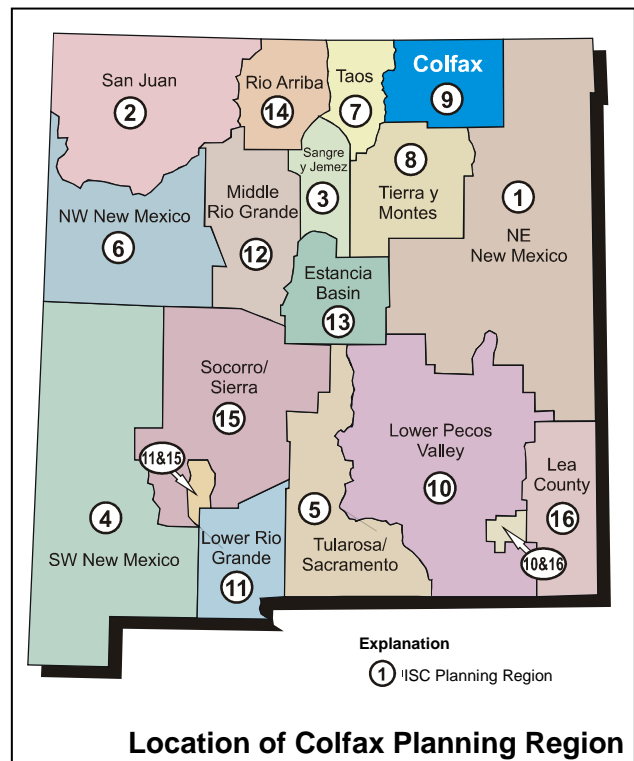 San Juan
2
Rio Arriba
14
Taos
7
Colfax
9
Sangre
y Jemez
3
8
Tierra y
Montes
1
NE
New Mexico
NW New Mexico
6
Middle
Rio Grande
12
Estancia
Basin
13
Socorro/
Sierra
15
11&15
4
SW New Mexico
Lower Rio
Grande
11
5
Tularosa/
Sacramento
Lower Pecos
Valley
10
Lea
County
16
10&16
Explanation
1 ISC Planning Region
Location of Colfax Planning Region